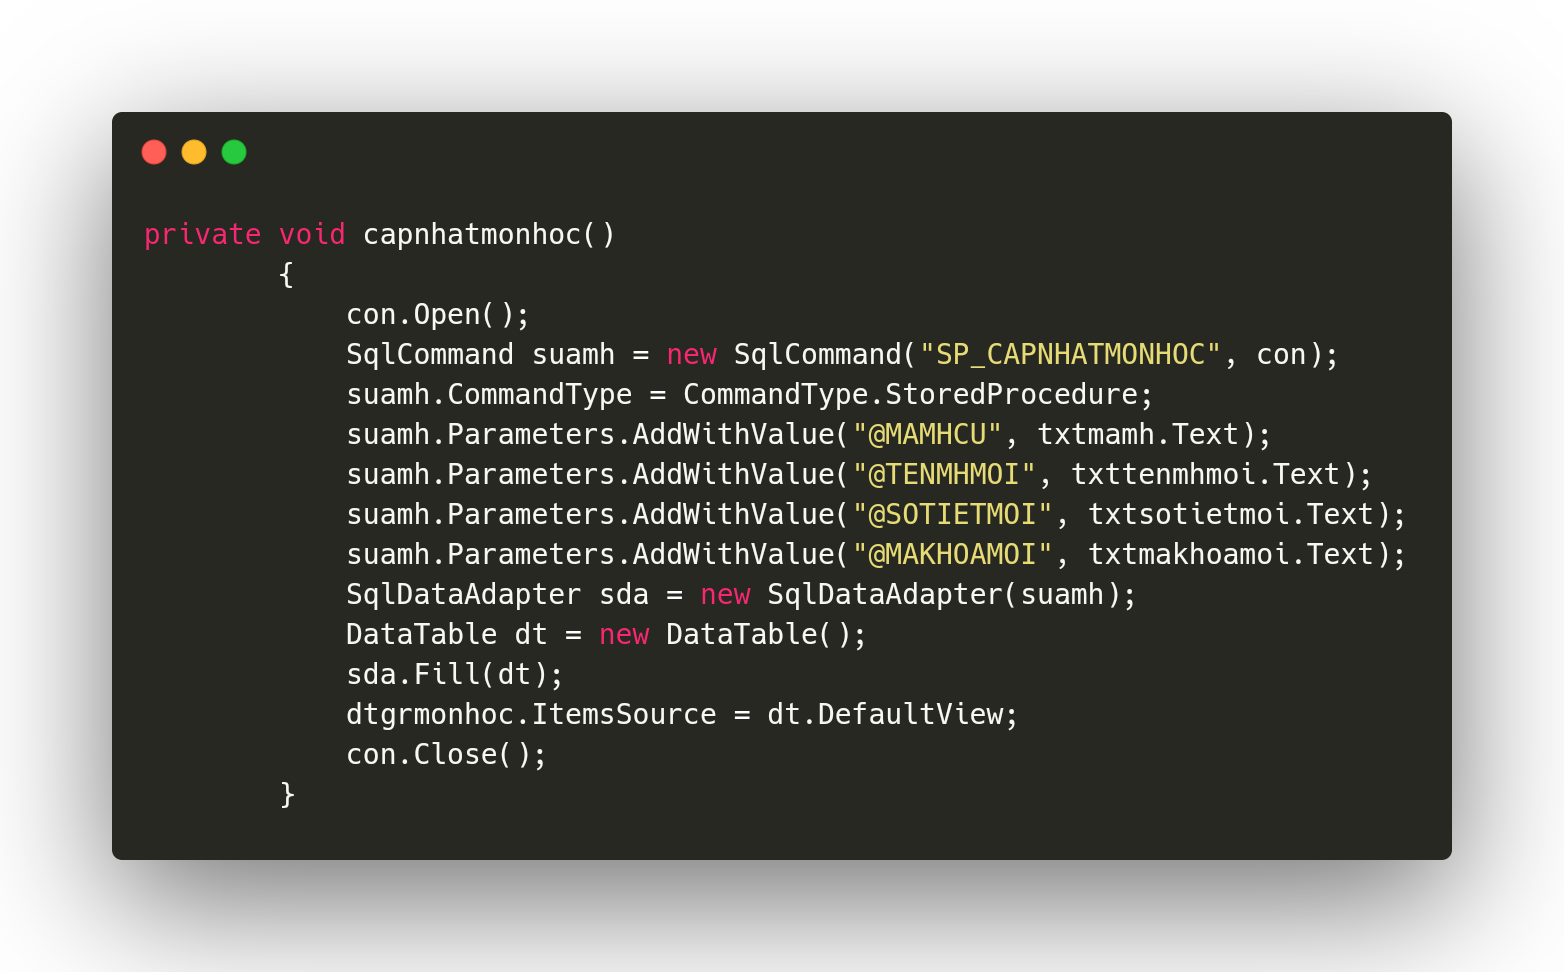 private void capnhatmonhoc()
        {
            con.Open();
            SqlCommand suamh = new SqlCommand("SP_CAPNHATMONHOC", con);
            suamh.CommandType = CommandType.StoredProcedure;
            suamh.Parameters.AddWithValue("@MAMHCU", txtmamh.Text);
            suamh.Parameters.AddWithValue("@TENMHMOI", txttenmhmoi.Text);
            suamh.Parameters.AddWithValue("@SOTIETMOI", txtsotietmoi.Text);
            suamh.Parameters.AddWithValue("@MAKHOAMOI", txtmakhoamoi.Text);
            SqlDataAdapter sda = new SqlDataAdapter(suamh);
            DataTable dt = new DataTable();
            sda.Fill(dt);
            dtgrmonhoc.ItemsSource = dt.DefaultView;
            con.Close();
        }